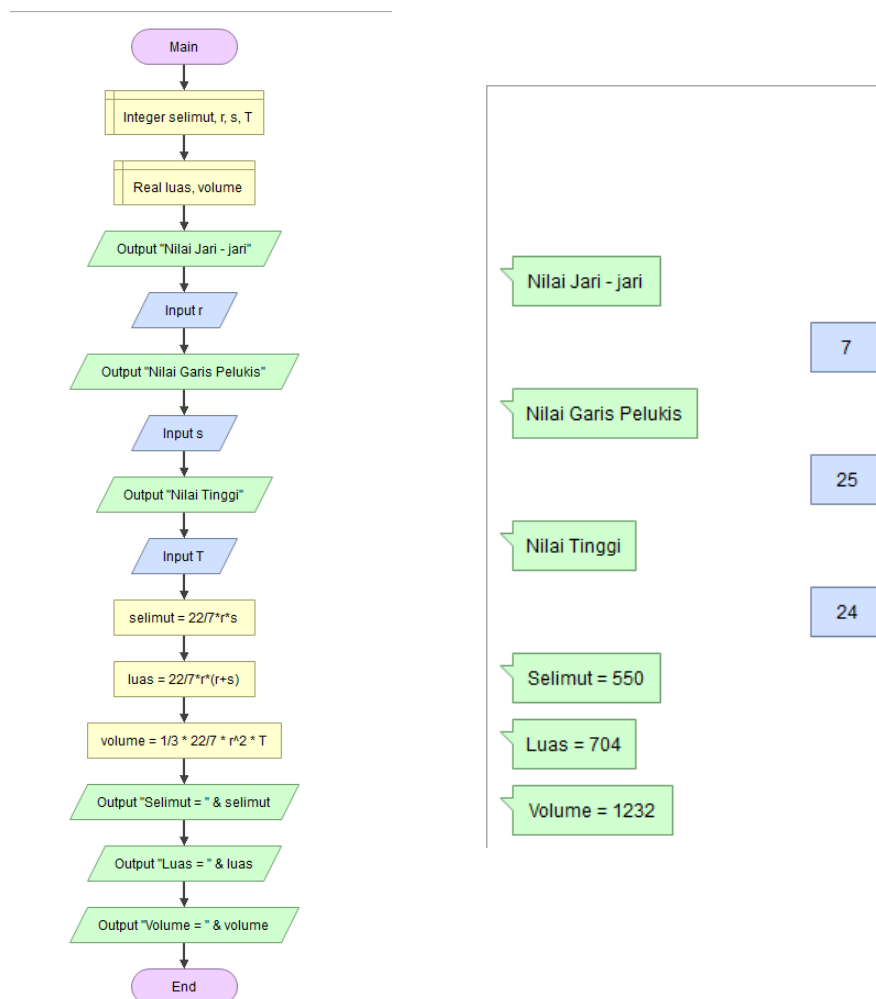 Main
Integer selimut, r, s, T
Real luas, volume
Output "Nilai Jari - jari"
Input r
Output "Nilai Garis Pelukis"
Input s
Output "Nilai Tinggi"
Input T
selimut = 22/7*r*s
luas = 22/7*r*(r+s)
volume = 1/3 * 22/7 * r^2 * T
Output "Selimut = " & selimut
Output "Luas = " & luas
Output "Volume = " & volume
End
Nilai Jari - jari
7
Nilai Garis Pelukis
25
Nilai Tinggi
24
Selimut = 550
Luas = 704
Volume = 1232